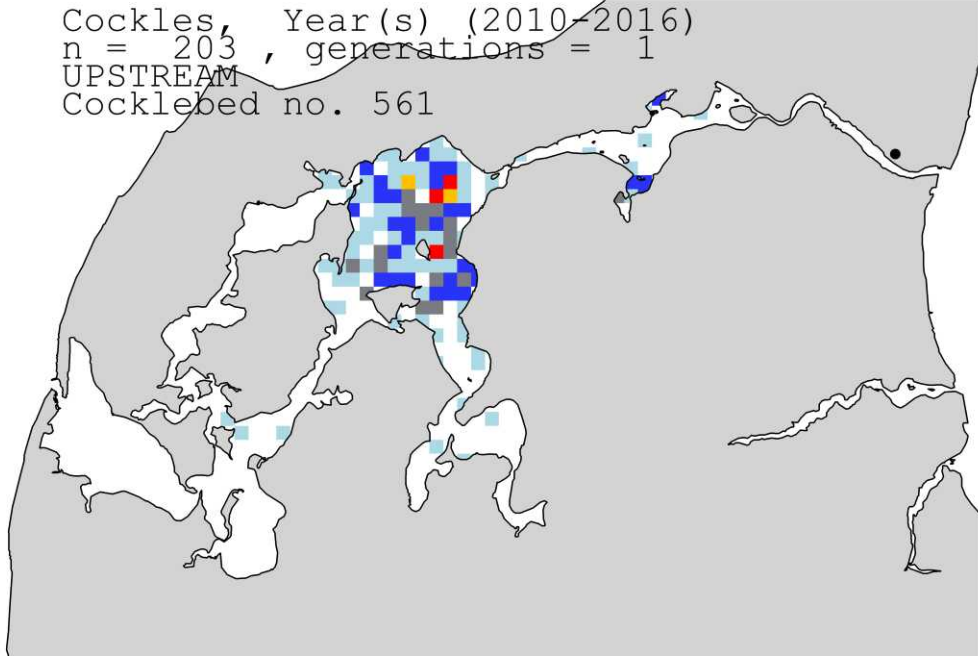 Cockles, Year(s) (2010-2016)
n = 203 , generations = 1
UPSTREAM
Cocklebed no. 561